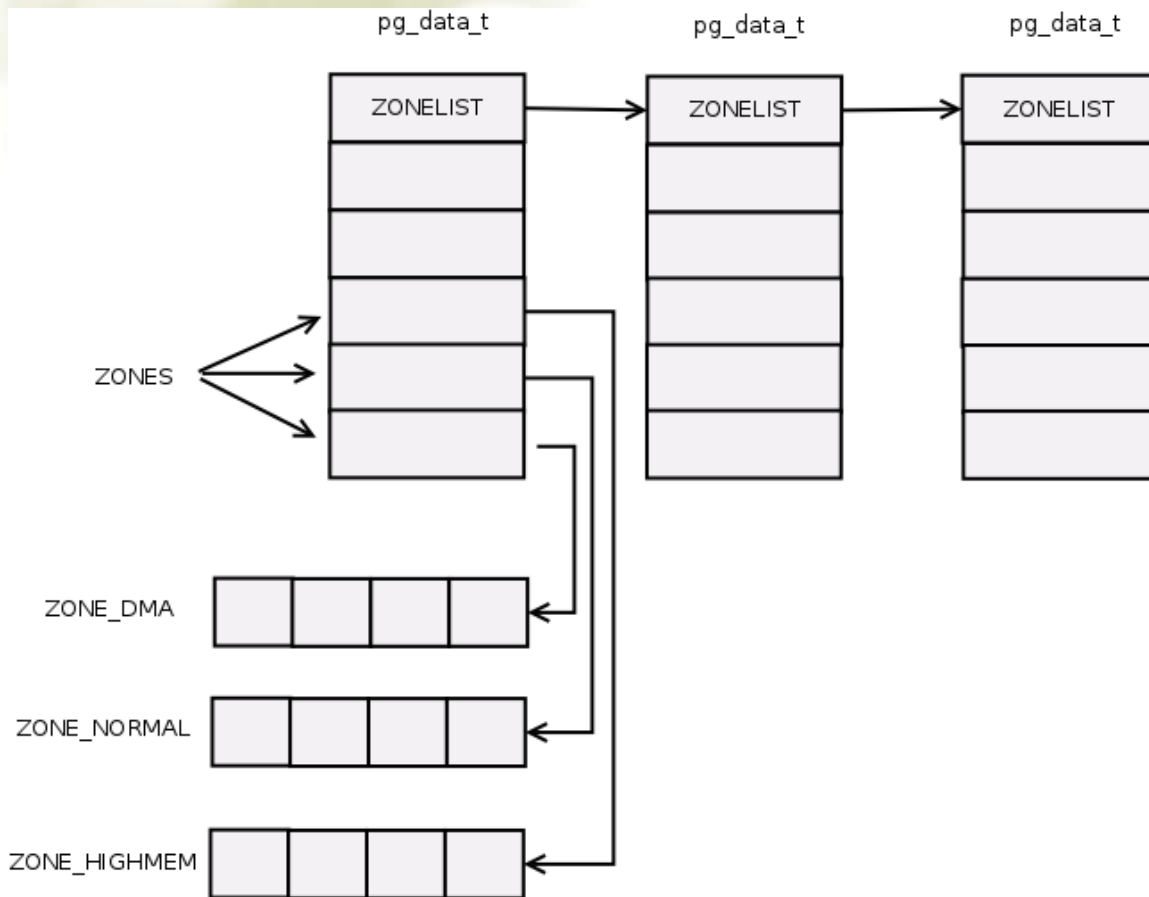 pg_data_t
pg_data_t
pg_data_t
ZONELIST
ZONELIST
ZONELIST
ZONES
ZONE_DMA
ZONE_NORMAL
ZONE_HIGHMEM